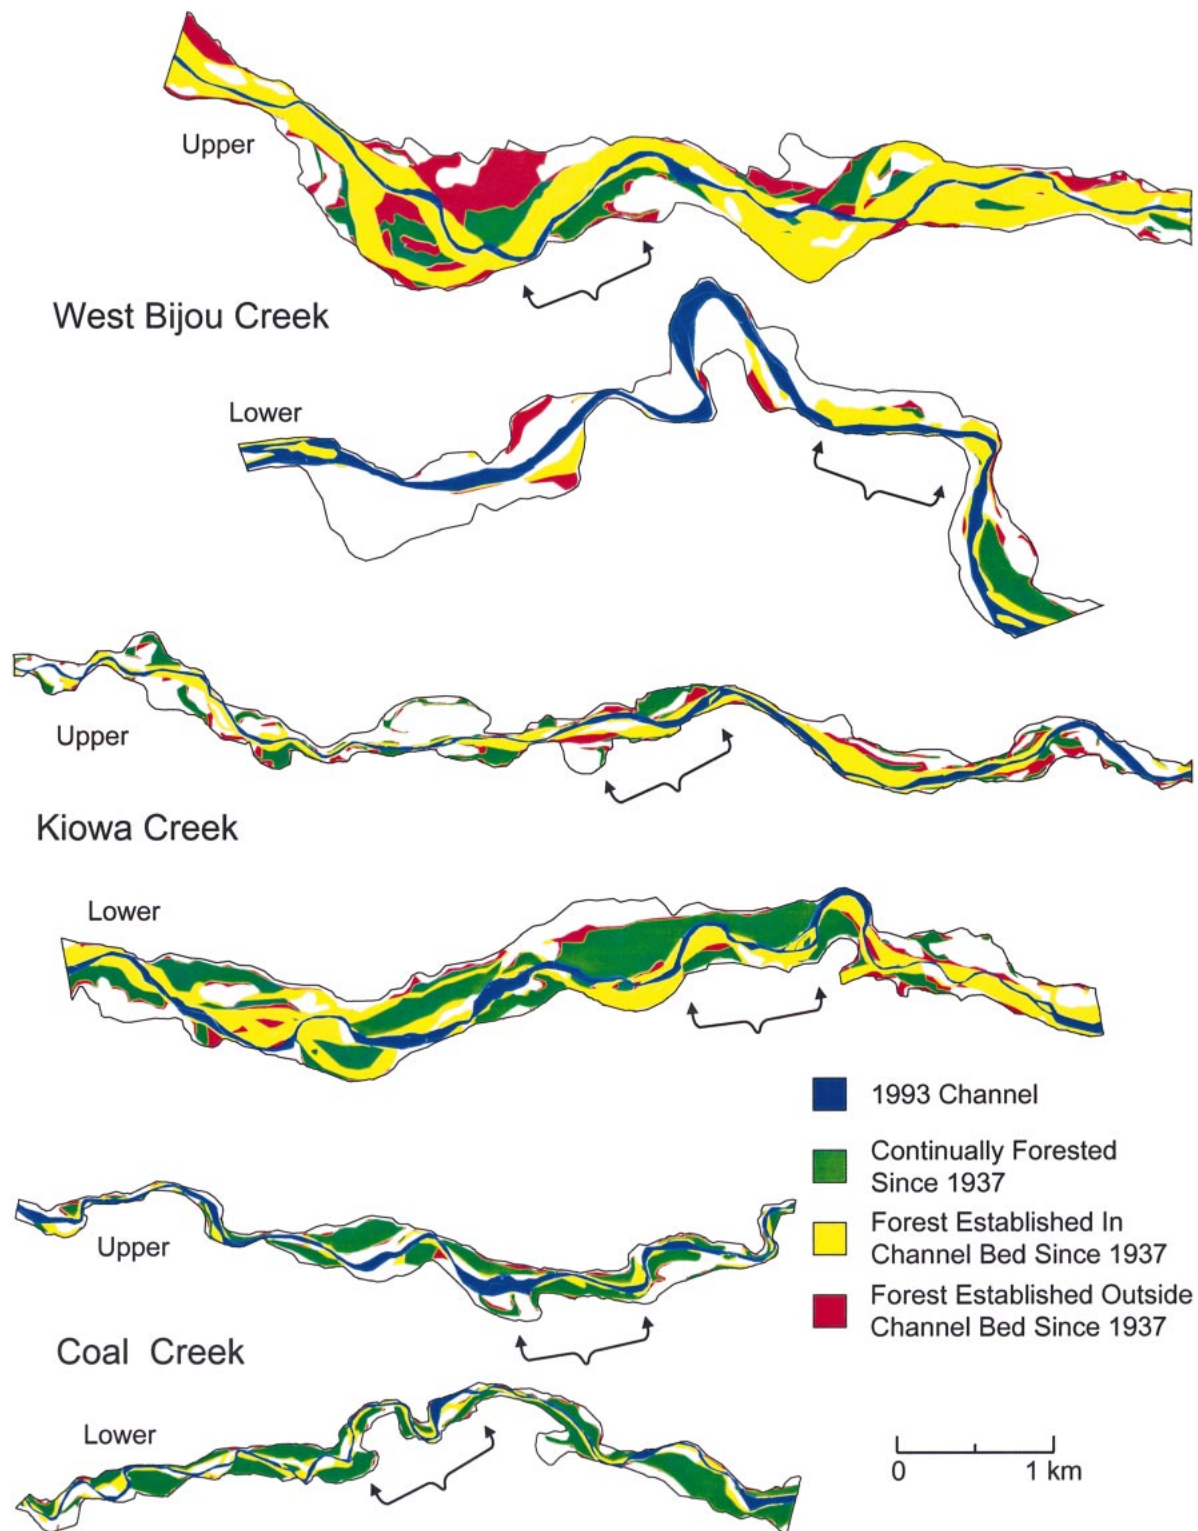 Upper
West Bijou Creek
Lower
Upper
Kiowa Creek
Lower
1993 Channel
Continually Forested
Since 1937
Forest Established In
Channel Bed Since 1937
Forest Established Outside
Channel Bed Since 1937
Upper
Coal Creek
Lower
0 1 km